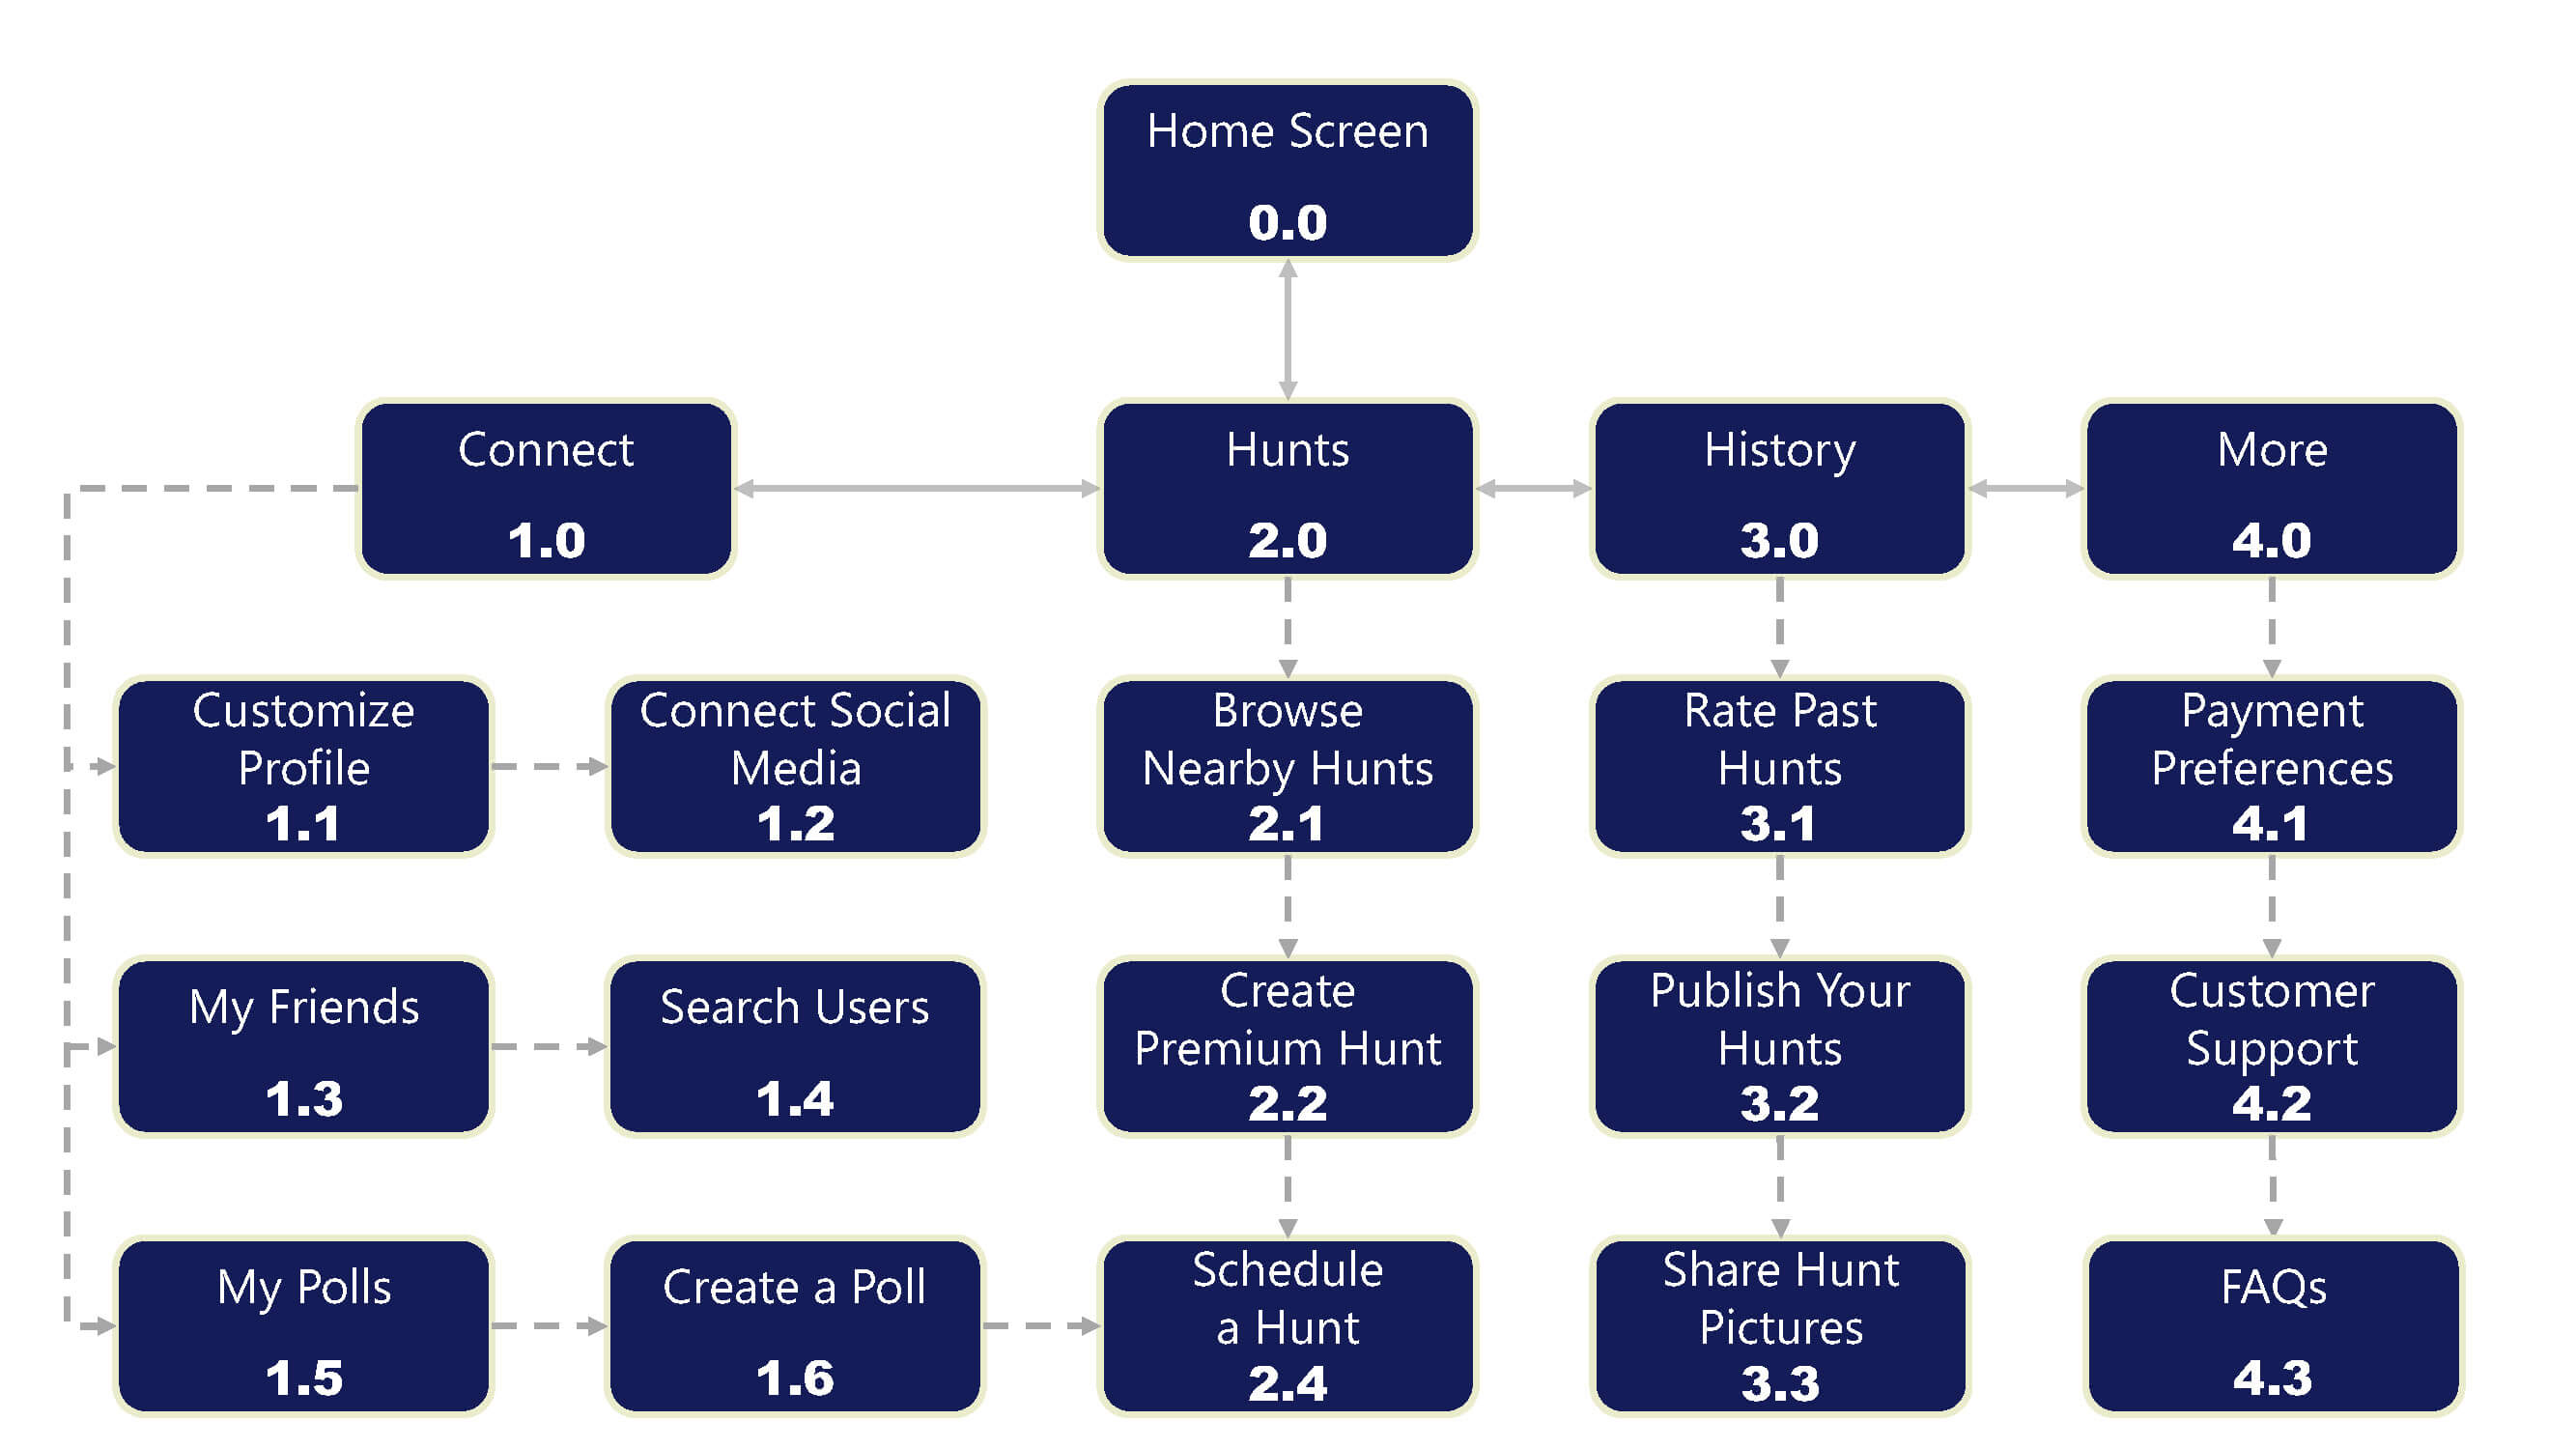 Home Screen
0.0
Connect
1.0
Hunts
2.0
History
3.0
More
4.0
Customize
Profile
1.1
Connect Social
Media
1.2
Browse
Nearby Hunts
2.1
Rate Past
Hunts
3.1
Payment
Preferences
4.1
My Friends
1.3
Search Users
1.4
Create
Premium Hunt
2.2
Publish Your
Hunts
3.2
Customer
Support
4.2
My Polls
1.5
Create a Poll
1.6
Schedule
a Hunt
2.4
Share Hunt
Pictures
3.3
FAQs
4.3